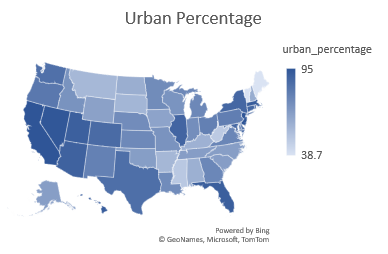 Urban Percentage
urban_percentage
95
38.7
Powered by Bing
© GeoNames, Microsoft, TomTom